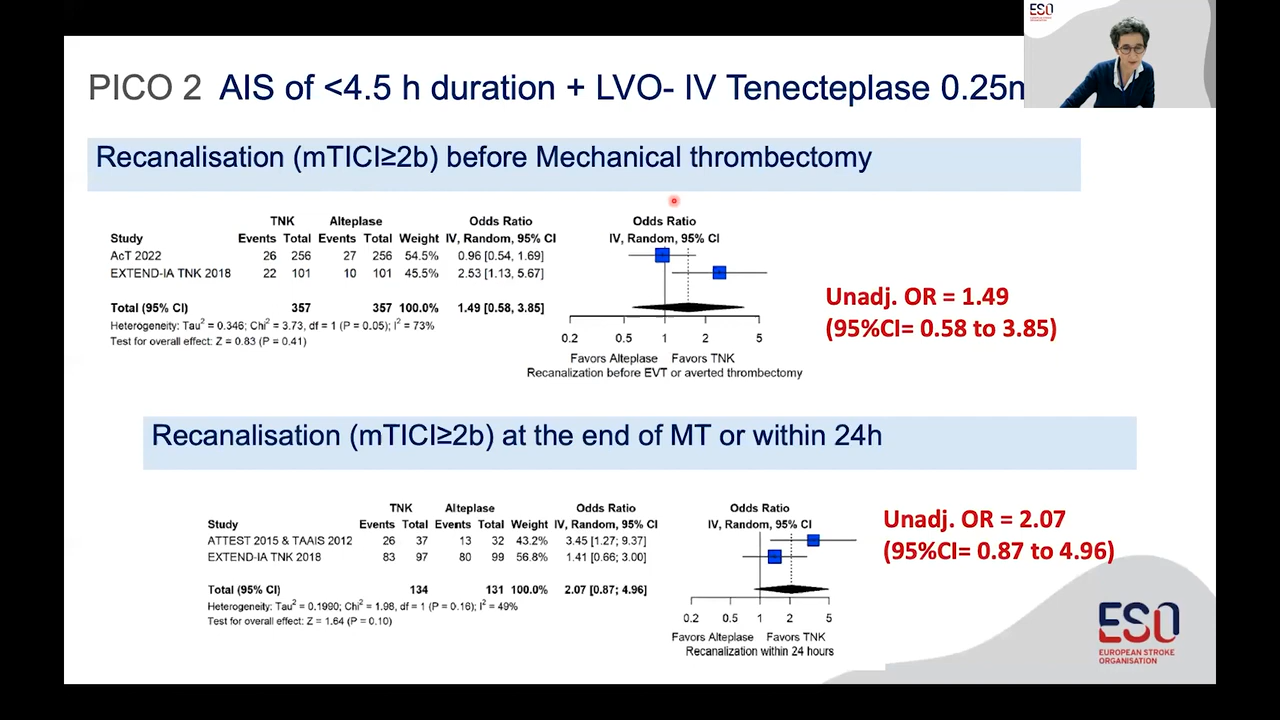 ESO
PICO 2 AIS of <4.5 h duration + LVO- IV Tenecteplase 0.25m
Recanalisation (mTICI≥2b) before Mechanical thrombectomy
TNK Alteplase Odds Ratio Odds Ratio
Study Events Total Events Total Weight IV, Random, 95% CI IV, Random, 95% CI
AcT 2022 26 256 27 256 54.5% 0.96 [0.54, 1.69]
EXTEND-IA TNK 2018 22 101 10 101 45.5% 2.53 [1.13, 5.67]
Total (95% CI) 357 357 100.0% 1.49 [0.58, 3.85]
Heterogeneity: Tau² = 0.346; Chi² = 3.73, df = 1 (P = 0.05); I² = 73%
Test for overall effect: Z = 0.83 (P = 0.41)
0.2 0.5 1 2 5
Favors Alteplase Favors TNK
Recanalization before EVT or averted thrombectomy
Unadj. OR = 1.49
(95%CI= 0.58 to 3.85)
Recanalisation (mTICI≥2b) at the end of MT or within 24h
TNK Alteplase Odds Ratio Odds Ratio
Study Events Total Events Total Weight IV, Random, 95% CI IV, Random, 95% CI
ATTEST 2015 & TAAIS 2012 26 37 13 32 43.2% 3.45 [1.27; 9.37]
EXTEND-IA TNK 2018 83 97 80 99 56.8% 1.41 [0.66; 3.00]
Total (95% CI) 134 131 100.0% 2.07 [0.87; 4.96]
Heterogeneity: Tau² = 0.1990; Chi² = 1.98, df = 1 (P = 0.16); I² = 49%
Test for overall effect: Z = 1.64 (P = 0.10)
0.2 0.5 1 2 5
Favors Alteplase Favors TNK
Recanalization within 24 hours
Unadj. OR = 2.07
(95%CI= 0.87 to 4.96)
ESO
EUROPEAN STROKE
ORGANISATION